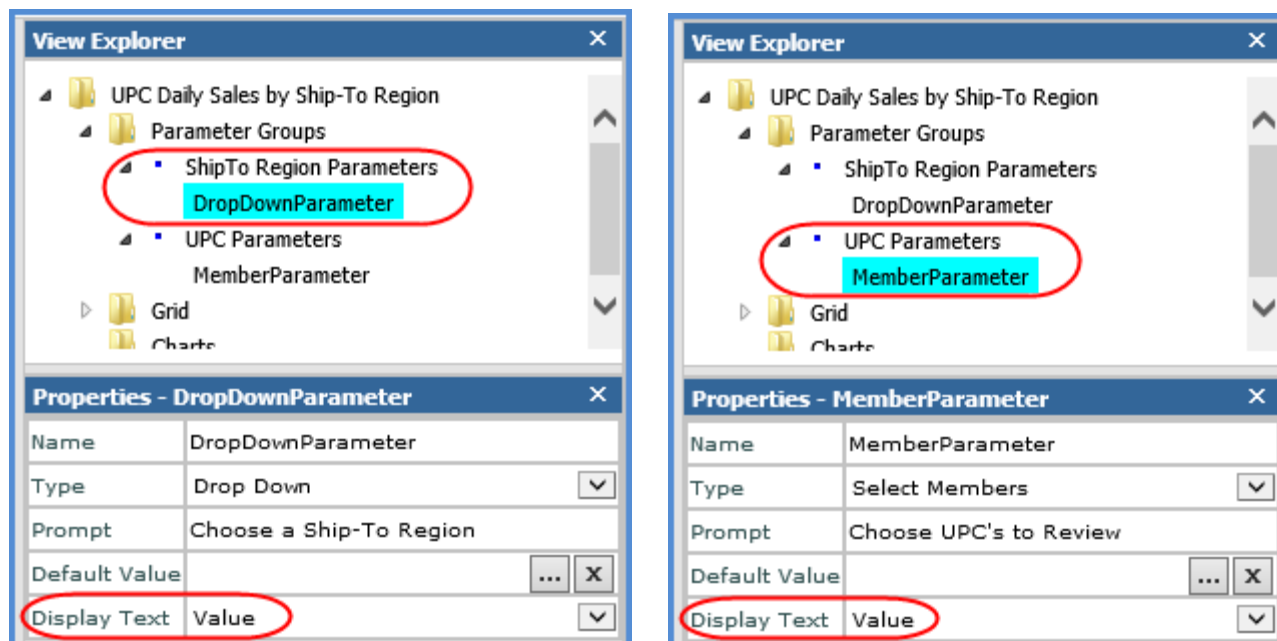 View Explorer ×
UPC Daily Sales by Ship-To Region
Parameter Groups
ShipTo Region Parameters
DropDownParameter
UPC Parameters
MemberParameter
Grid
Charts
Properties - DropDownParameter ×
Name DropDownParameter
Type Drop Down
Prompt Choose a Ship-To Region
Default Value ... x
Display Text Value
View Explorer ×
UPC Daily Sales by Ship-To Region
Parameter Groups
ShipTo Region Parameters
DropDownParameter
UPC Parameters
MemberParameter
Grid
Charts
Properties - MemberParameter ×
Name MemberParameter
Type Select Members
Prompt Choose UPC's to Review
Default Value ... x
Display Text Value